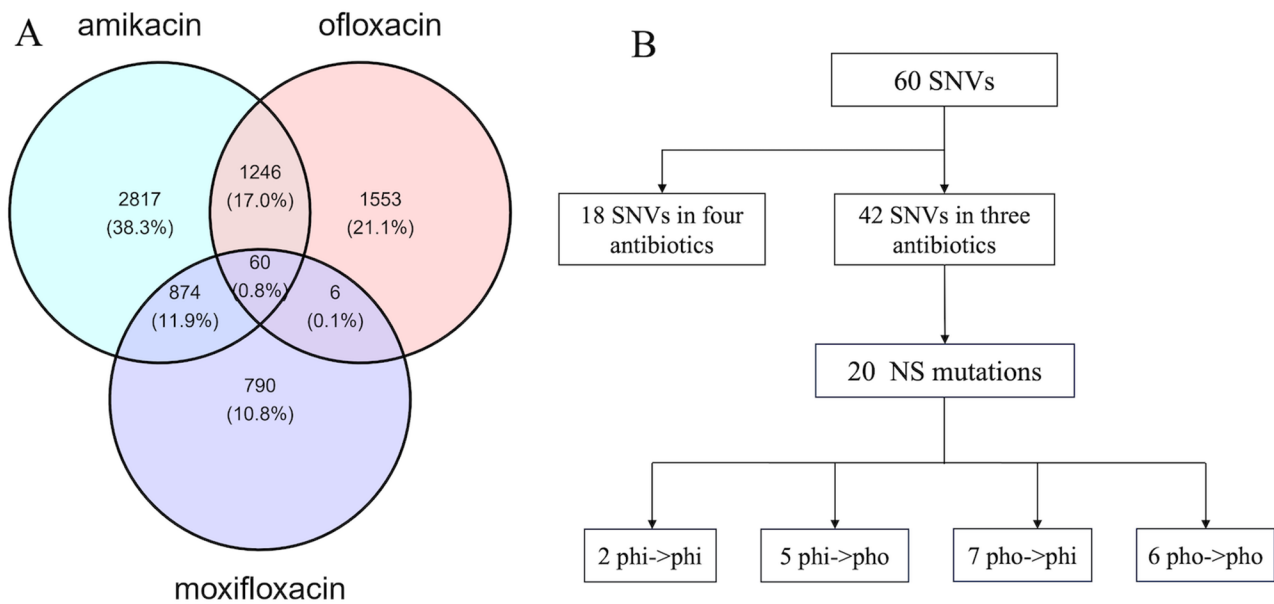 A
amikacin
ofloxacin
2817
(38.3%)
1246
(17.0%)
1553
(21.1%)
60
(0.8%)
874
(11.9%)
6
(0.1%)
790
(10.8%)
moxifloxacin
B
60 SNVs
18 SNVs in four
antibiotics
42 SNVs in three
antibiotics
20 NS mutations
2 phi->phi
5 phi->pho
7 pho->phi
6 pho->pho